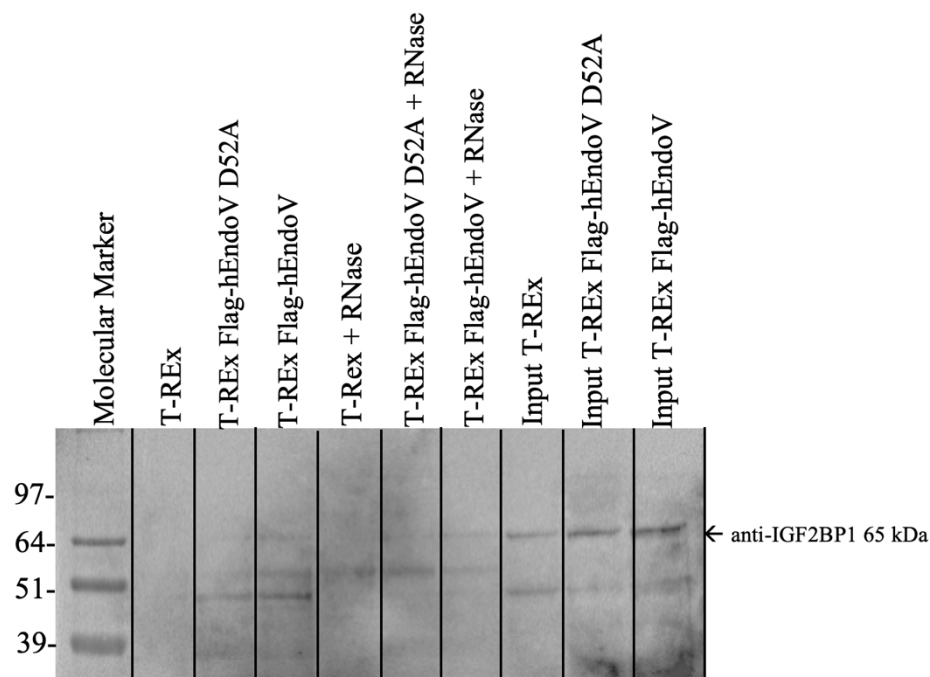 Molecular Marker
T-REx
T-REx Flag-hEndoV D52A
T-REx Flag-hEndoV
T-Rex + RNase
T-REx Flag-hEndoV D52A + RNase
T-REx Flag-hEndoV + RNase
Input T-REx
Input T-REx Flag-hEndoV D52A
Input T-REx Flag-hEndoV
97-
64-
51-
39-
anti-IGF2BP1 65 kDa